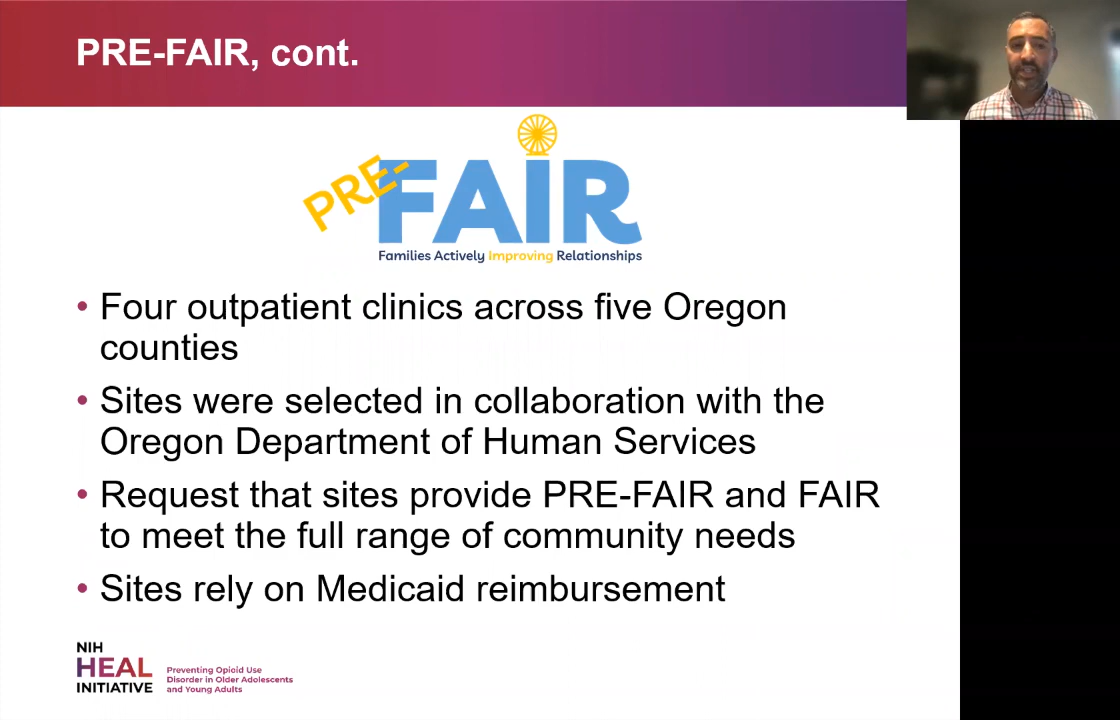 PRE-FAIR, cont.
PRE-
FAIR
Families Actively Improving Relationships
• Four outpatient clinics across five Oregon
counties
• Sites were selected in collaboration with the
Oregon Department of Human Services
• Request that sites provide PRE-FAIR and FAIR
to meet the full range of community needs
• Sites rely on Medicaid reimbursement
NIH
HEAL
INITIATIVE
Preventing Opioid Use
Disorder in Older Adolescents
and Young Adults